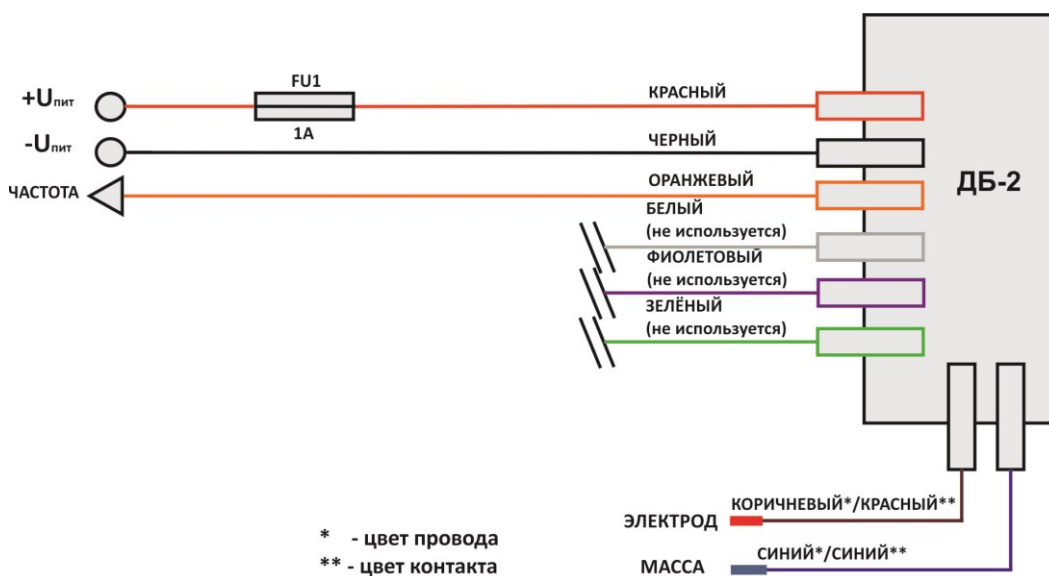 FU1
+Uпит
КРАСНЫЙ
1А
-Uпит
ЧЕРНЫЙ
ДБ-2
ЧАСТОТА
ОРАНЖЕВЫЙ
БЕЛЫЙ
(не используется)
ФИОЛЕТОВЫЙ
(не используется)
ЗЕЛЁНЫЙ
(не используется)
КОРИЧНЕВЫЙ*/КРАСНЫЙ**
ЭЛЕКТРОД
* - цвет провода
СИНИЙ*/СИНИЙ**
** - цвет контакта
МАССА